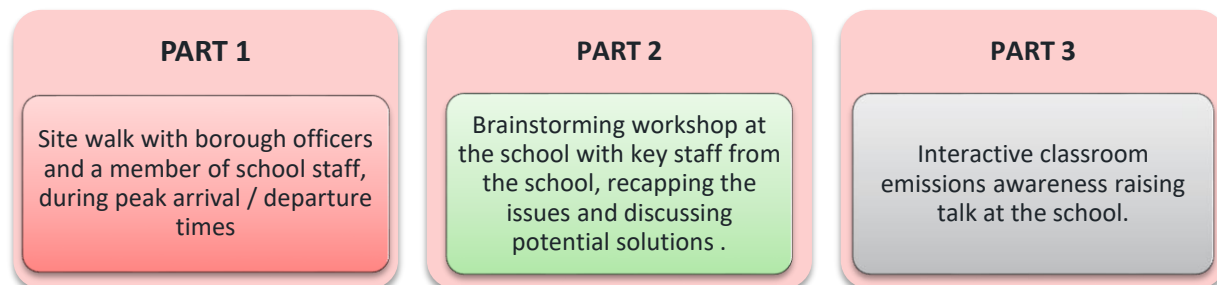 PART 1
Site walk with borough officers
and a member of school staff,
during peak arrival / departure
times
PART 2
Brainstorming workshop at
the school with key staff from
the school, recapping the
issues and discussing
potential solutions .
PART 3
Interactive classroom
emissions awareness raising
talk at the school.